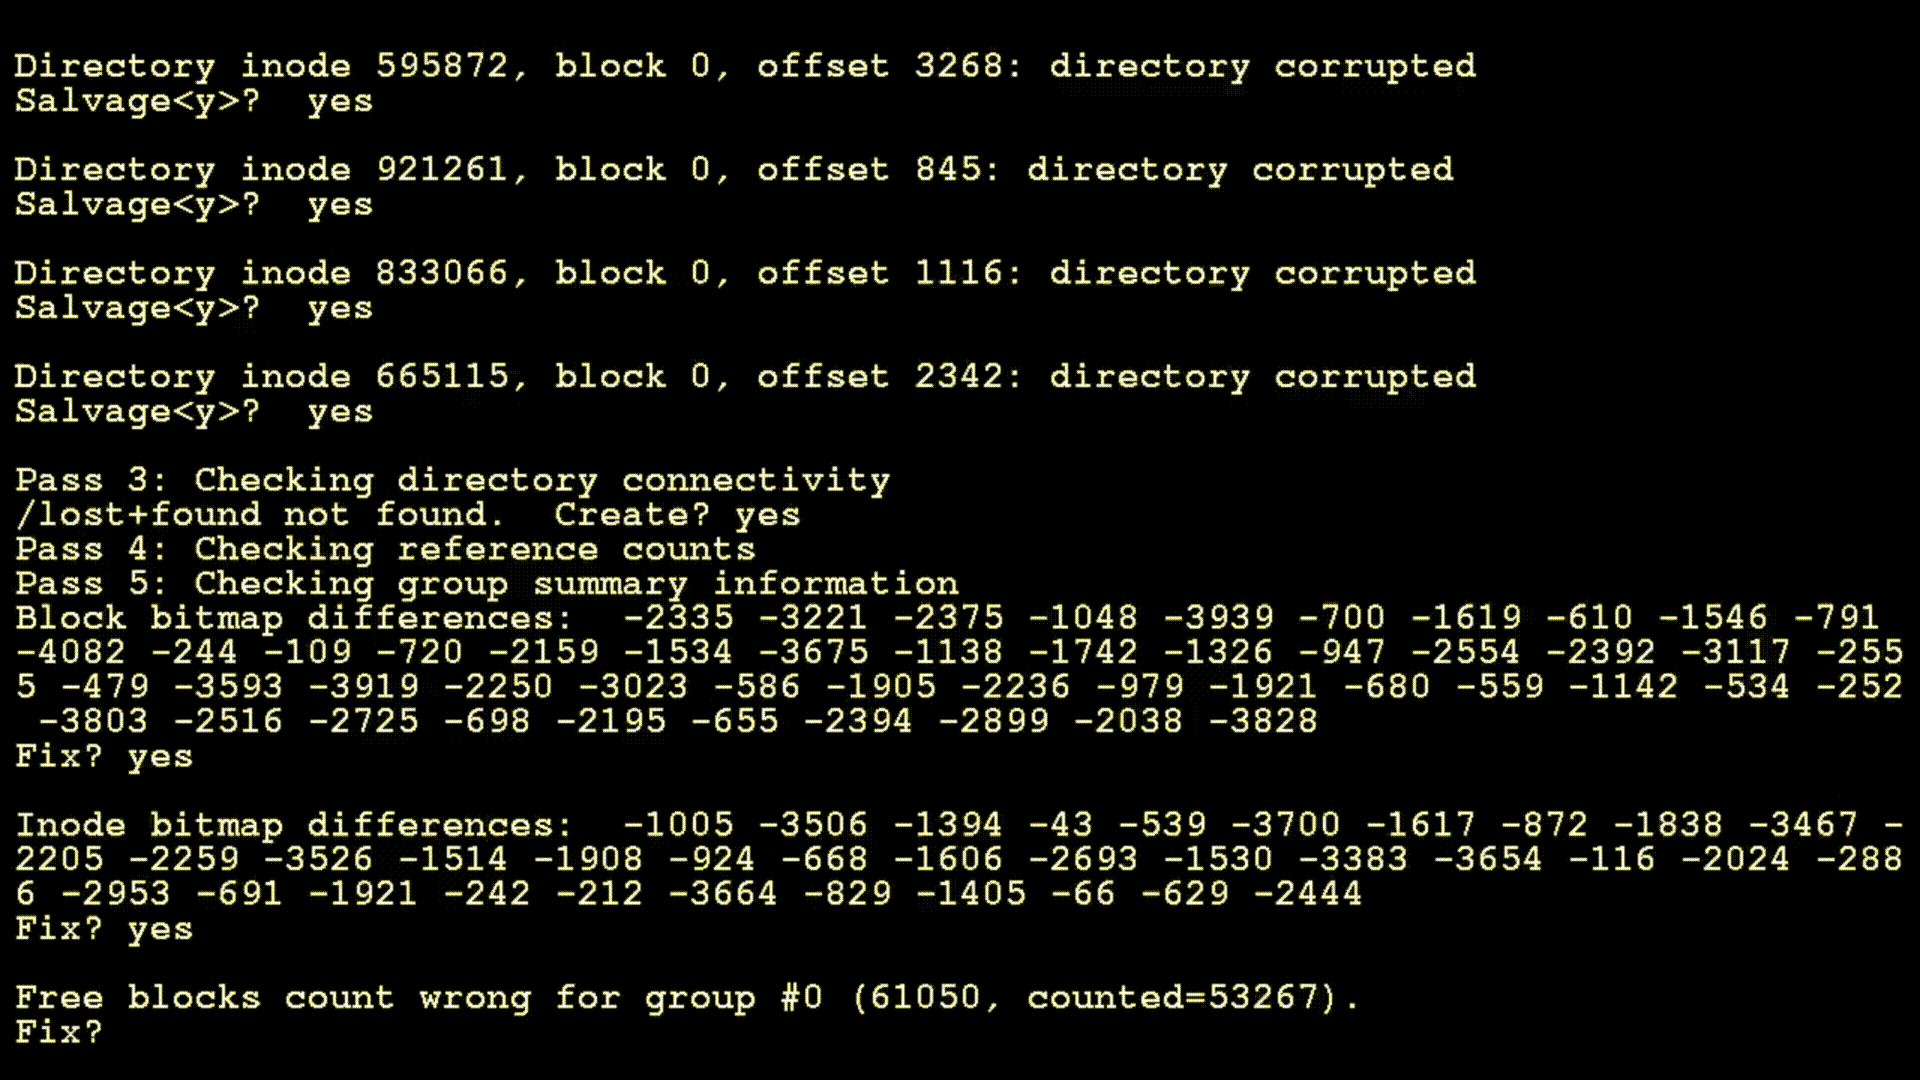 Directory inode 595872, block 0, offset 3268: directory corrupted
Salvage<y>?  yes
Directory inode 921261, block 0, offset 845: directory corrupted
Salvage<y>?  yes
Directory inode 833066, block 0, offset 1116: directory corrupted
Salvage<y>?  yes
Directory inode 665115, block 0, offset 2342: directory corrupted
Salvage<y>?  yes
Pass 3: Checking directory connectivity
/lost+found not found.  Create? yes
Pass 4: Checking reference counts
Pass 5: Checking group summary information
Block bitmap differences:  -2335 -3221 -2375 -1048 -3939 -700 -1619 -610 -1546 -791
-4082 -244 -109 -720 -2159 -1534 -3675 -1138 -1742 -1326 -947 -2554 -2392 -3117 -255
5 -479 -3593 -3919 -2250 -3023 -586 -1905 -2236 -979 -1921 -680 -559 -1142 -534 -252
 -3803 -2516 -2725 -698 -2195 -655 -2394 -2899 -2038 -3828
Fix? yes
Inode bitmap differences:  -1005 -3506 -1394 -43 -539 -3700 -1617 -872 -1838 -3467 -
2205 -2259 -3526 -1514 -1908 -924 -668 -1606 -2693 -1530 -3383 -3654 -116 -2024 -288
6 -2953 -691 -1921 -242 -212 -3664 -829 -1405 -66 -629 -2444
Fix? yes
Free blocks count wrong for group #0 (61050, counted=53267).
Fix?